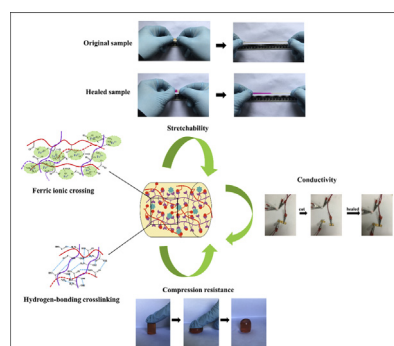 Original sample
Healed sample
Stretchability
Ferric ionic crossing
Conductivity
cut
healed
Hydrogen-bonding crosslinking
Compression resistance